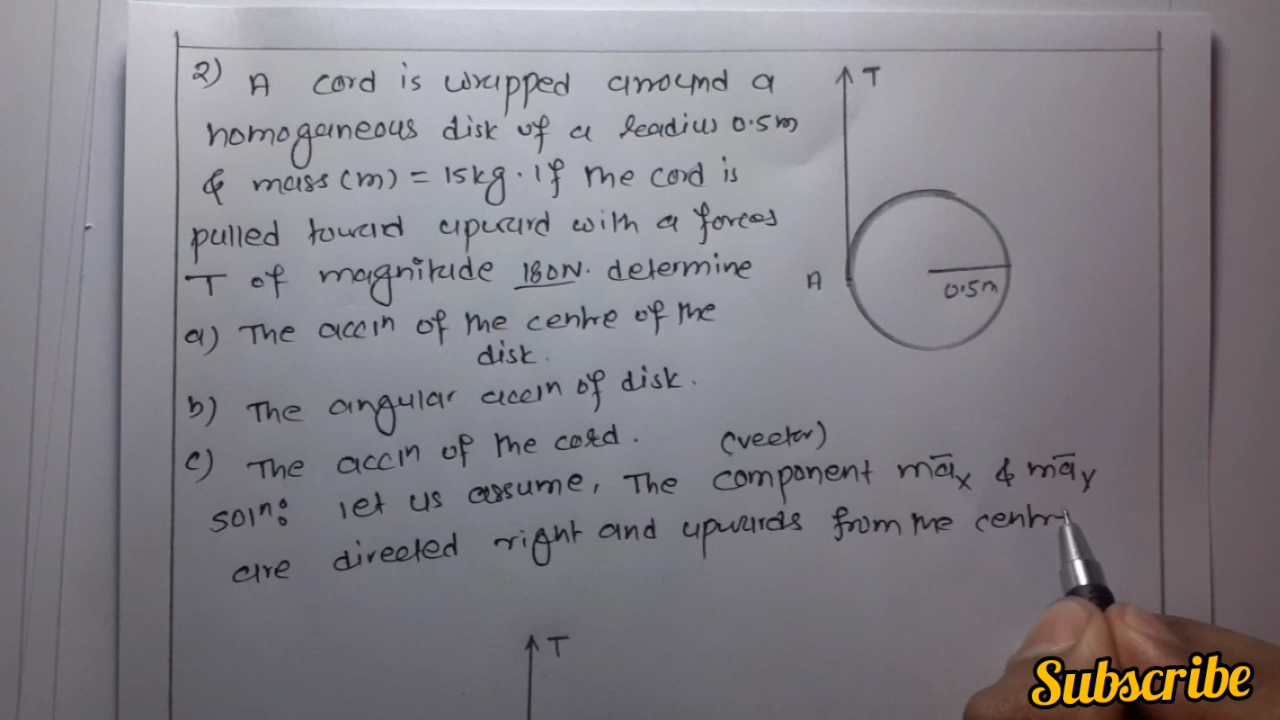 2) A cord is wrapped around a
homogeneous disk of a radius 0.5m
& mass (m) = 15kg. If the cord is
pulled toward upward with a forces
T of magnitude 180N. determine
a) The accln of the centre of the
disk.
b) The angular accln of disk.
c) The accln of the cord.
(vector)
soln: let us assume, The component māx & māy
are directed right and upwards from the centr
T
A
0.5m
T
Subscribe